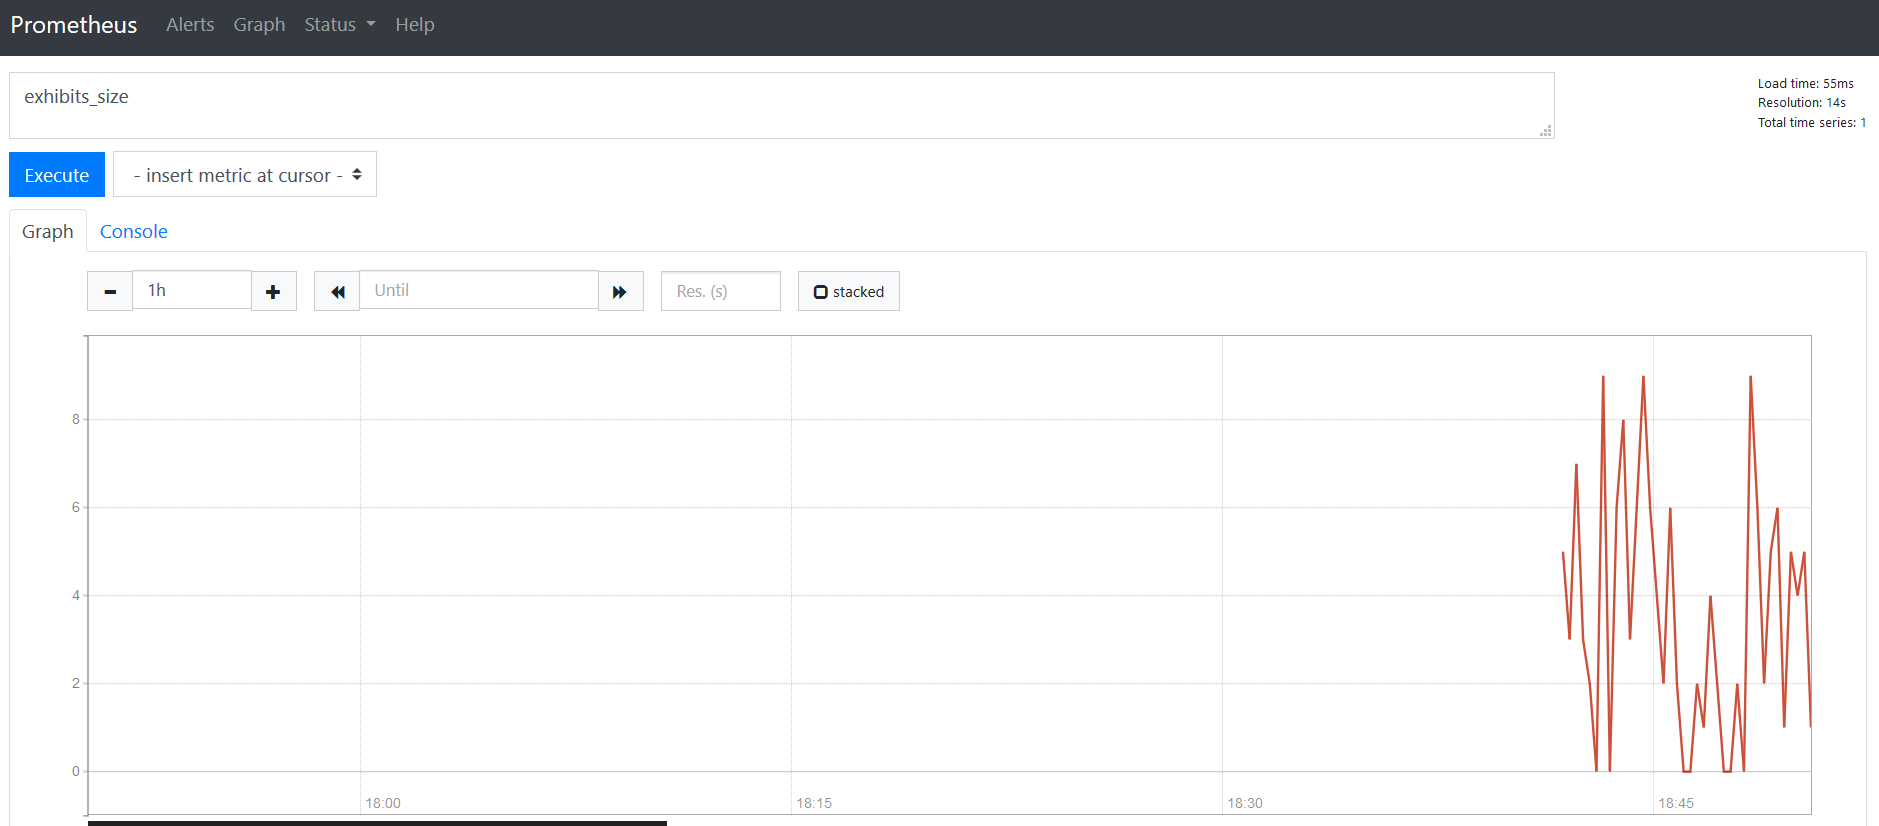 Prometheus Alerts Graph Status Help
exhibits_size
Load time: 55ms
Resolution: 14s
Total time series: 1
Execute - insert metric at cursor -
Graph Console
1h Until Res. (s) stacked
8
6
4
2
0
18:00 18:15 18:30 18:45